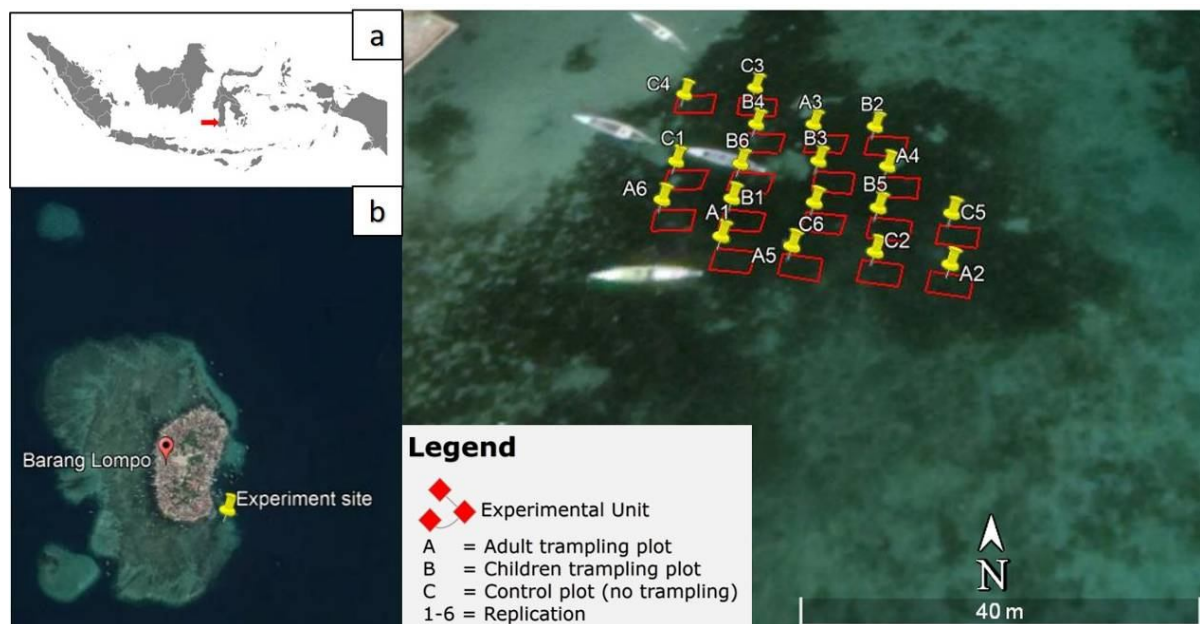 a
b
Barang Lompo
Experiment site
C3
C4
B4
A3
B2
C1
B6
B3
A4
A6
B1
B5
A1
C6
C5
A5
C2
A2
Legend
Experimental Unit
A = Adult trampling plot
B = Children trampling plot
C = Control plot (no trampling)
1-6 = Replication
N
40 m